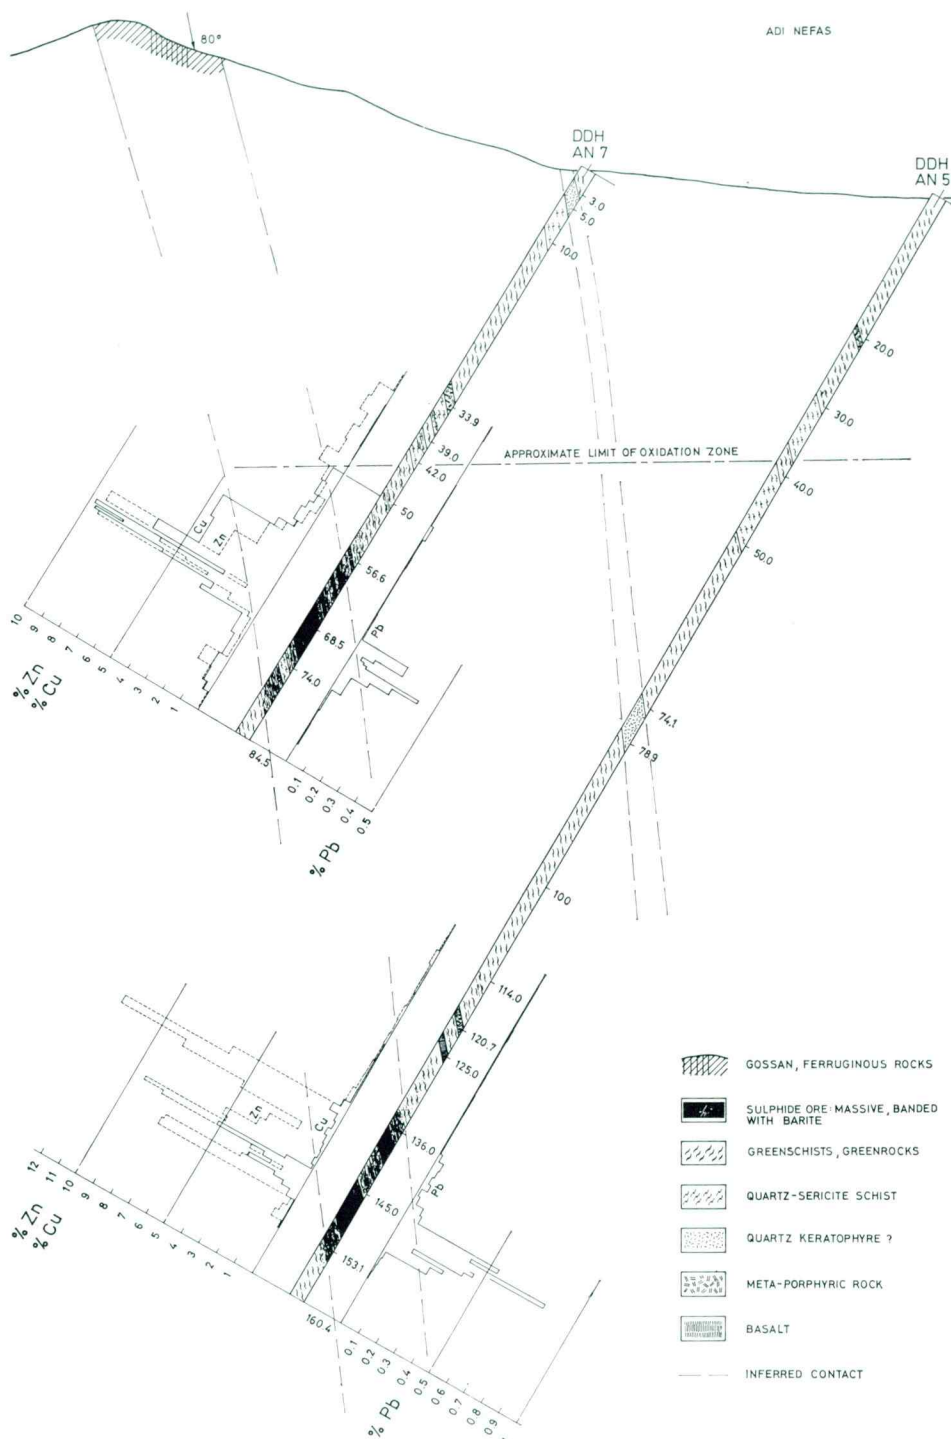 ADI NEFAS
80°
DDH
AN 7
DDH
AN 5
3.0
5.0
10.0
20.0
30.0
33.9
39.0
42.0
APPROXIMATE LIMIT OF OXIDATION ZONE
40.0
50
50.0
Cu
Zn
56.6
68.5
74.0
Pb
84.5
10
9
8
7
6
5
4
3
2
1
% Zn
% Cu
0.1
0.2
0.3
0.4
0.5
% Pb
74.1
78.9
100
114.0
120.7
125.0
Zn
Cu
136.0
145.0
Pb
153.1
160.4
12
11
10
9
8
7
6
5
4
3
2
1
% Zn
% Cu
0.1
0.2
0.3
0.4
0.5
0.6
0.7
0.8
0.9
% Pb
GOSSAN, FERRUGINOUS ROCKS
SULPHIDE ORE: MASSIVE, BANDED
WITH BARITE
GREENSCHISTS, GREENROCKS
QUARTZ-SERICITE SCHIST
QUARTZ KERATOPHYRE ?
META-PORPHYRIC ROCK
BASALT
INFERRED CONTACT